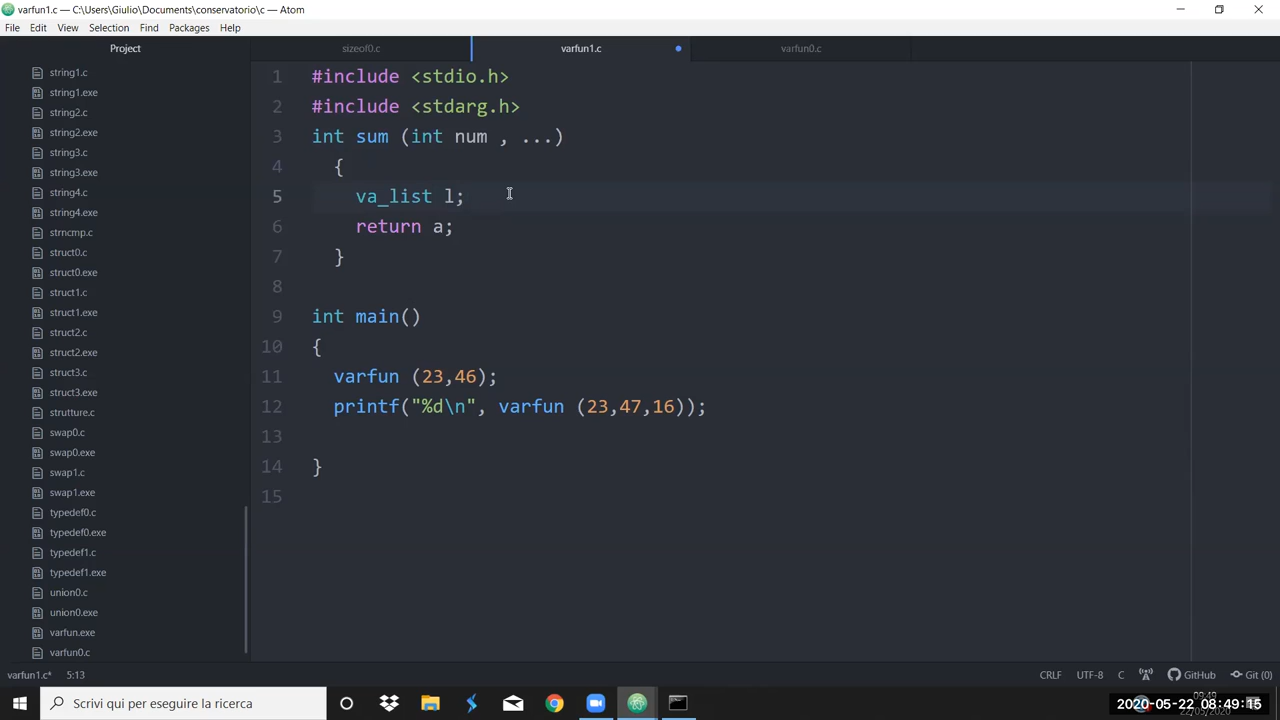 varfun1.c — C:\Users\Giulio\Documents\conservatorio\c — Atom
File Edit View Selection Find Packages Help
Project
sizeof0.c
varfun1.c
varfun0.c
string1.c
string1.exe
string2.c
string2.exe
string3.c
string3.exe
string4.c
string4.exe
strncmp.c
struct0.c
struct0.exe
struct1.c
struct1.exe
struct2.c
struct2.exe
struct3.c
struct3.exe
strutture.c
swap0.c
swap0.exe
swap1.c
swap1.exe
typedef0.c
typedef0.exe
typedef1.c
typedef1.exe
union0.c
union0.exe
varfun.exe
varfun0.c
1 #include <stdio.h>
2 #include <stdarg.h>
3 int sum (int num , ...)
4 {
5 va_list l;
6 return a;
7 }
8
9 int main()
10 {
11 varfun (23,46);
12 printf("%d\n", varfun (23,47,16));
13
14 }
15
varfun1.c* 5:13
CRLF UTF-8 C GitHub Git (0)
Scrivi qui per eseguire la ricerca
09:49
22/05/2020
2020-05-22 08:49:15